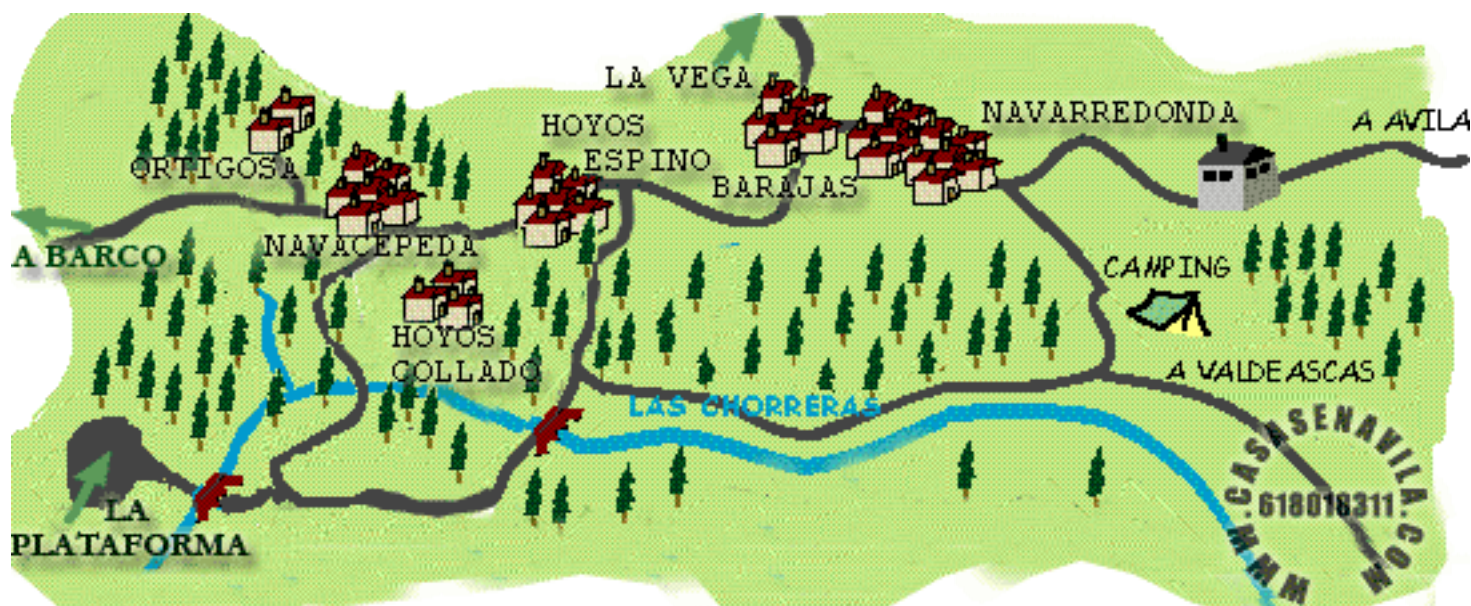 LA VEGA
NAVARREDONDA
A AVILA
HOYOS
ESPINO
ORTIGOSA
BARAJAS
A BARCO
NAVACEPEDA
CAMPING
HOYOS
COLLADO
A VALDEASCAS
LAS CHORRERAS
LA
PLATAFORMA
WWW.CASASENAVILA.COM
618018311